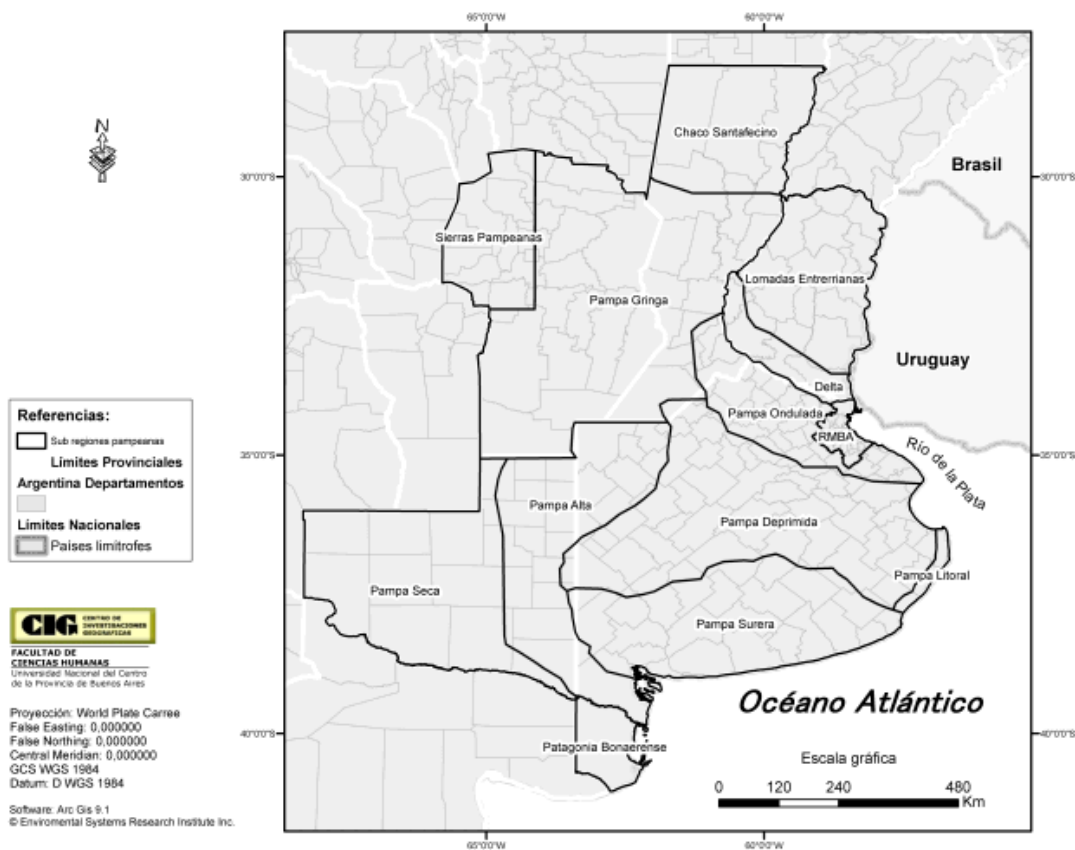 65°0'0"W
60°0'0"W
N
Chaco Santafecino
Brasil
30°0'0"S
30°0'0"S
Sierras Pampeanas
Lomadas Entrerrianas
Pampa Gringa
Uruguay
Delta
Pampa Ondulada
RMBA
Río de la Plata
35°0'0"S
35°0'0"S
Pampa Alta
Pampa Deprimida
Pampa Litoral
Pampa Seca
Pampa Surera
Océano Atlántico
40°0'0"S
40°0'0"S
Patagonia Bonaerense
Escala gráfica
0 120 240 480
Km
65°0'0"W
60°0'0"W
Referencias:
Sub regiones pampeanas
Límites Provinciales
Argentina Departamentos
Límites Nacionales
Países limítrofes
CIG CENTRO DE
INVESTIGACIONES
GEOGRAFICAS
FACULTAD DE
CIENCIAS HUMANAS
Universidad Nacional del Centro
de la Provincia de Buenos Aires
Proyección: World Plate Carree
False Easting: 0,000000
False Northing: 0,000000
Central Meridian: 0,000000
GCS WGS 1984
Datum: D WGS 1984
Software: Arc Gis 9.1
© Enviromental Systems Research Institute Inc.